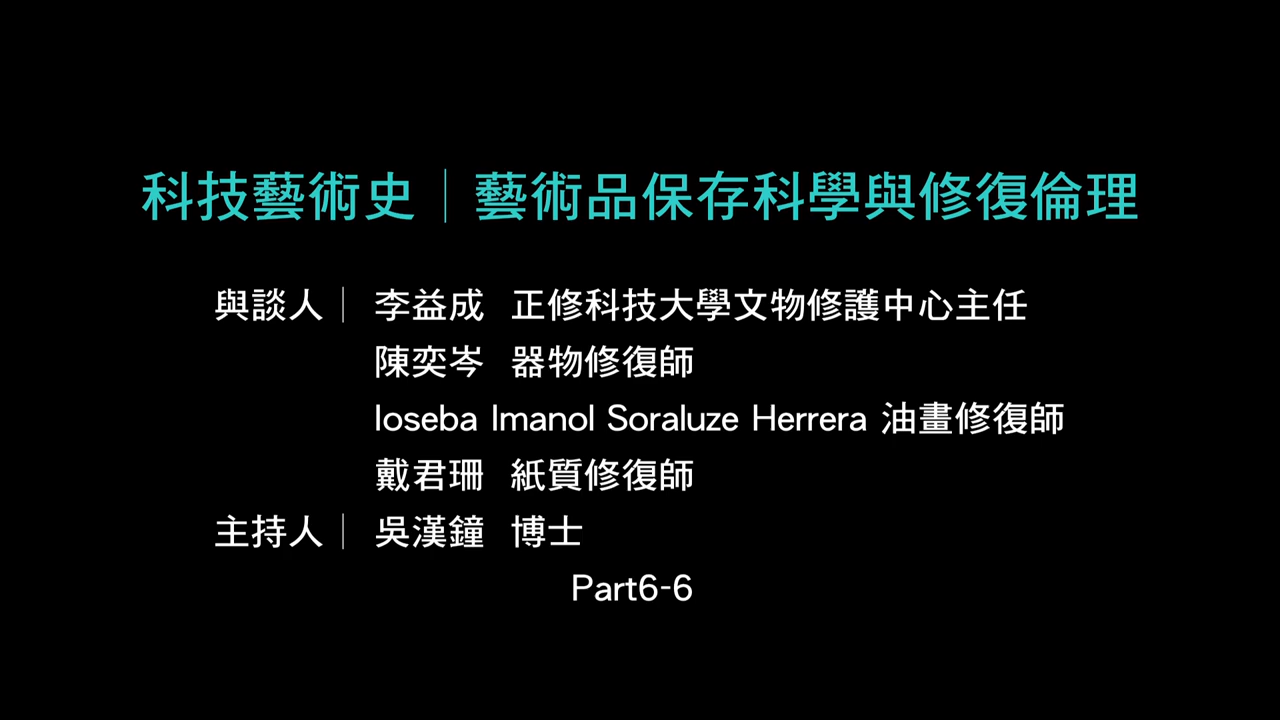 科技藝術史｜藝術品保存科學與修復倫理
與談人｜ 李益成 正修科技大學文物修護中心主任
陳奕岑 器物修復師
Ioseba Imanol Soraluze Herrera 油畫修復師
戴君珊 紙質修復師
主持人｜ 吳漢鐘 博士
Part6-6